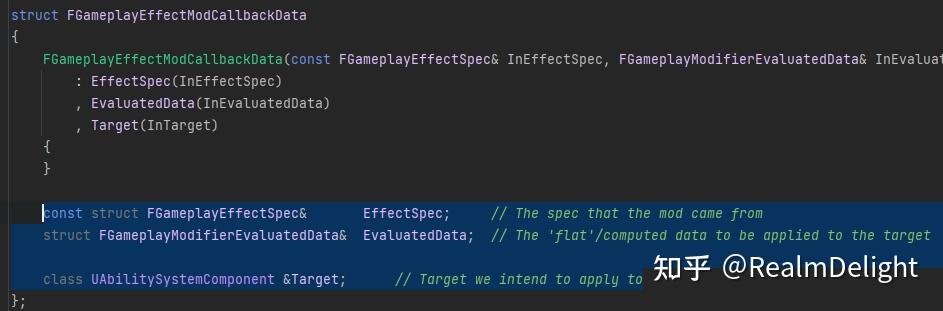 struct FGameplayEffectModCallbackData
{
    FGameplayEffectModCallbackData(const FGameplayEffectSpec& InEffectSpec, FGameplayModifierEvaluatedData& InEvaluat
        : EffectSpec(InEffectSpec)
        , EvaluatedData(InEvaluatedData)
        , Target(InTarget)
    {
    }
    const struct FGameplayEffectSpec&       EffectSpec;     // The spec that the mod came from
    struct FGameplayModifierEvaluatedData&  EvaluatedData;  // The 'flat'/computed data to be applied to the target
    class UAbilitySystemComponent &Target;      // Target we intend to apply to
知乎 @RealmDelight
};